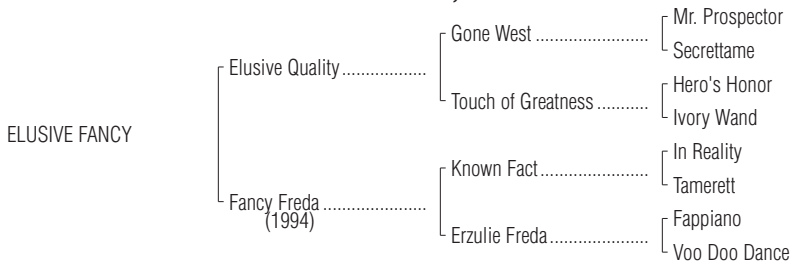 Mr. Prospector
Gone West ........................
Secrettame
Elusive Quality ..................
Hero's Honor
Touch of Greatness ...........
Ivory Wand
ELUSIVE FANCY
In Reality
Known Fact .......................
Tamerett
Fancy Freda ......................
(1994)
Fappiano
Erzulie Freda .....................
Voo Doo Dance